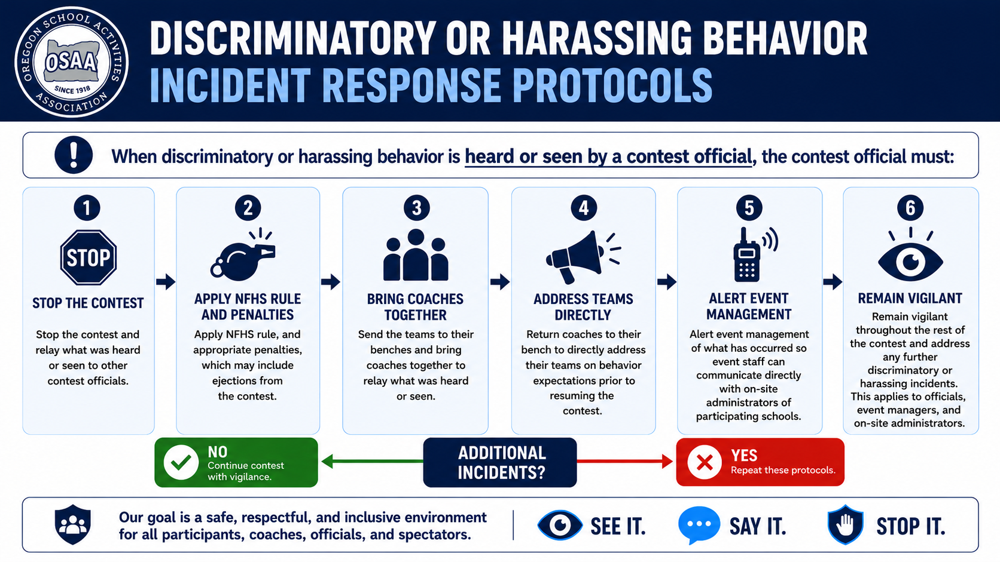 OREGON SCHOOL ACTIVITIES
OSAA
SINCE 1918
ASSOCIATION
DISCRIMINATORY OR HARASSING BEHAVIOR
INCIDENT RESPONSE PROTOCOLS
!
When discriminatory or harassing behavior is heard or seen by a contest official, the contest official must:
1
STOP
STOP THE CONTEST
Stop the contest and
relay what was heard
or seen to other
contest officials.
2
APPLY NFHS RULE
AND PENALTIES
Apply NFHS rule, and
appropriate penalties,
which may include
ejections from
the contest.
3
BRING COACHES
TOGETHER
Send the teams to their
benches and bring
coaches together to
relay what was heard
or seen.
4
ADDRESS TEAMS
DIRECTLY
Return coaches to their
bench to directly address
their teams on behavior
expectations prior to
resuming the
contest.
5
ALERT EVENT
MANAGEMENT
Alert event management
of what has occurred so
event staff can
communicate directly
with on-site
administrators of
participating schools.
6
REMAIN VIGILANT
Remain vigilant
throughout the rest of
the contest and address
any further
discriminatory or
harassing incidents.
This applies to officials,
event managers, and
on-site administrators.
NO
Continue contest
with vigilance.
ADDITIONAL
INCIDENTS?
YES
Repeat these protocols.
Our goal is a safe, respectful, and inclusive environment
for all participants, coaches, officials, and spectators.
SEE IT.
SAY IT.
STOP IT.